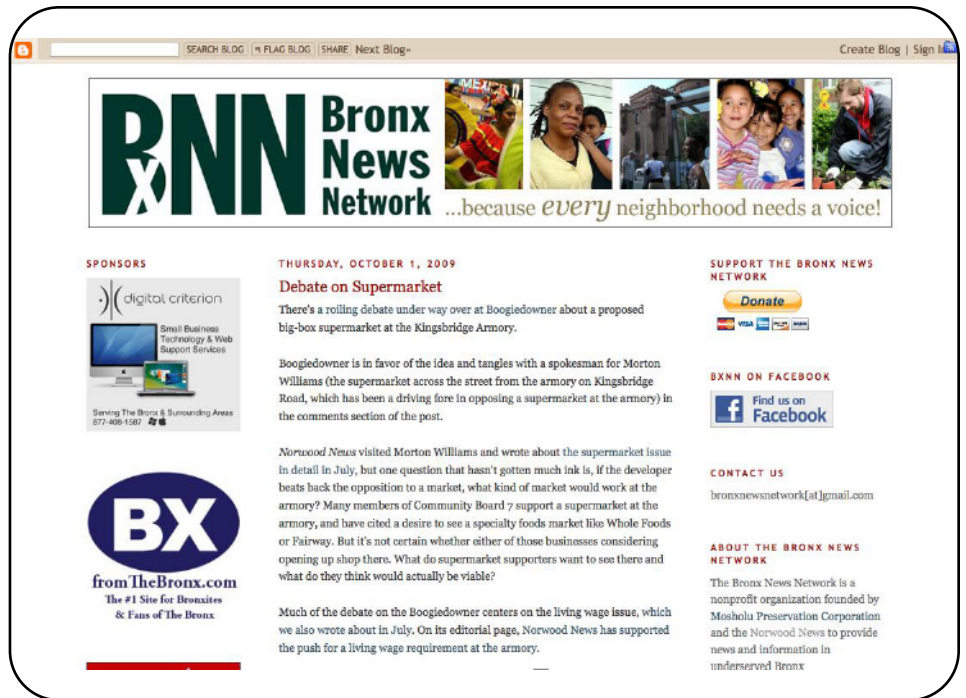 SEARCH BLOG FLAG BLOG SHARE Next Blog»
Create Blog | Sign In
BXNN Bronx
News
Network
...because every neighborhood needs a voice!
SPONSORS
digital criterion
Small Business
Technology & Web
Support Services
Serving The Bronx & Surrounding Areas
877-408-1587
BX
fromTheBronx.com
The #1 Site for Bronxites
& Fans of The Bronx
THURSDAY, OCTOBER 1, 2009
Debate on Supermarket
There's a roiling debate under way over at Boogiedowner about a proposed
big-box supermarket at the Kingsbridge Armory.
Boogiedowner is in favor of the idea and tangles with a spokesman for Morton
Williams (the supermarket across the street from the armory on Kingsbridge
Road, which has been a driving fore in opposing a supermarket at the armory) in
the comments section of the post.
Norwood News visited Morton Williams and wrote about the supermarket issue
in detail in July, but one question that hasn't gotten much ink is, if the developer
beats back the opposition to a market, what kind of market would work at the
armory? Many members of Community Board 7 support a supermarket at the
armory, and have cited a desire to see a specialty foods market like Whole Foods
or Fairway. But it's not certain whether either of those businesses considering
opening up shop there. What do supermarket supporters want to see there and
what do they think would actually be viable?
Much of the debate on the Boogiedowner centers on the living wage issue, which
we also wrote about in July. On its editorial page, Norwood News has supported
the push for a living wage requirement at the armory.
SUPPORT THE BRONX NEWS
NETWORK
Donate
VISA
BXNN ON FACEBOOK
Find us on
Facebook
CONTACT US
bronxnewsnetwork[at]gmail.com
ABOUT THE BRONX NEWS
NETWORK
The Bronx News Network is a
nonprofit organization founded by
Mosholu Preservation Corporation
and the Norwood News to provide
news and information in
underserved Bronx